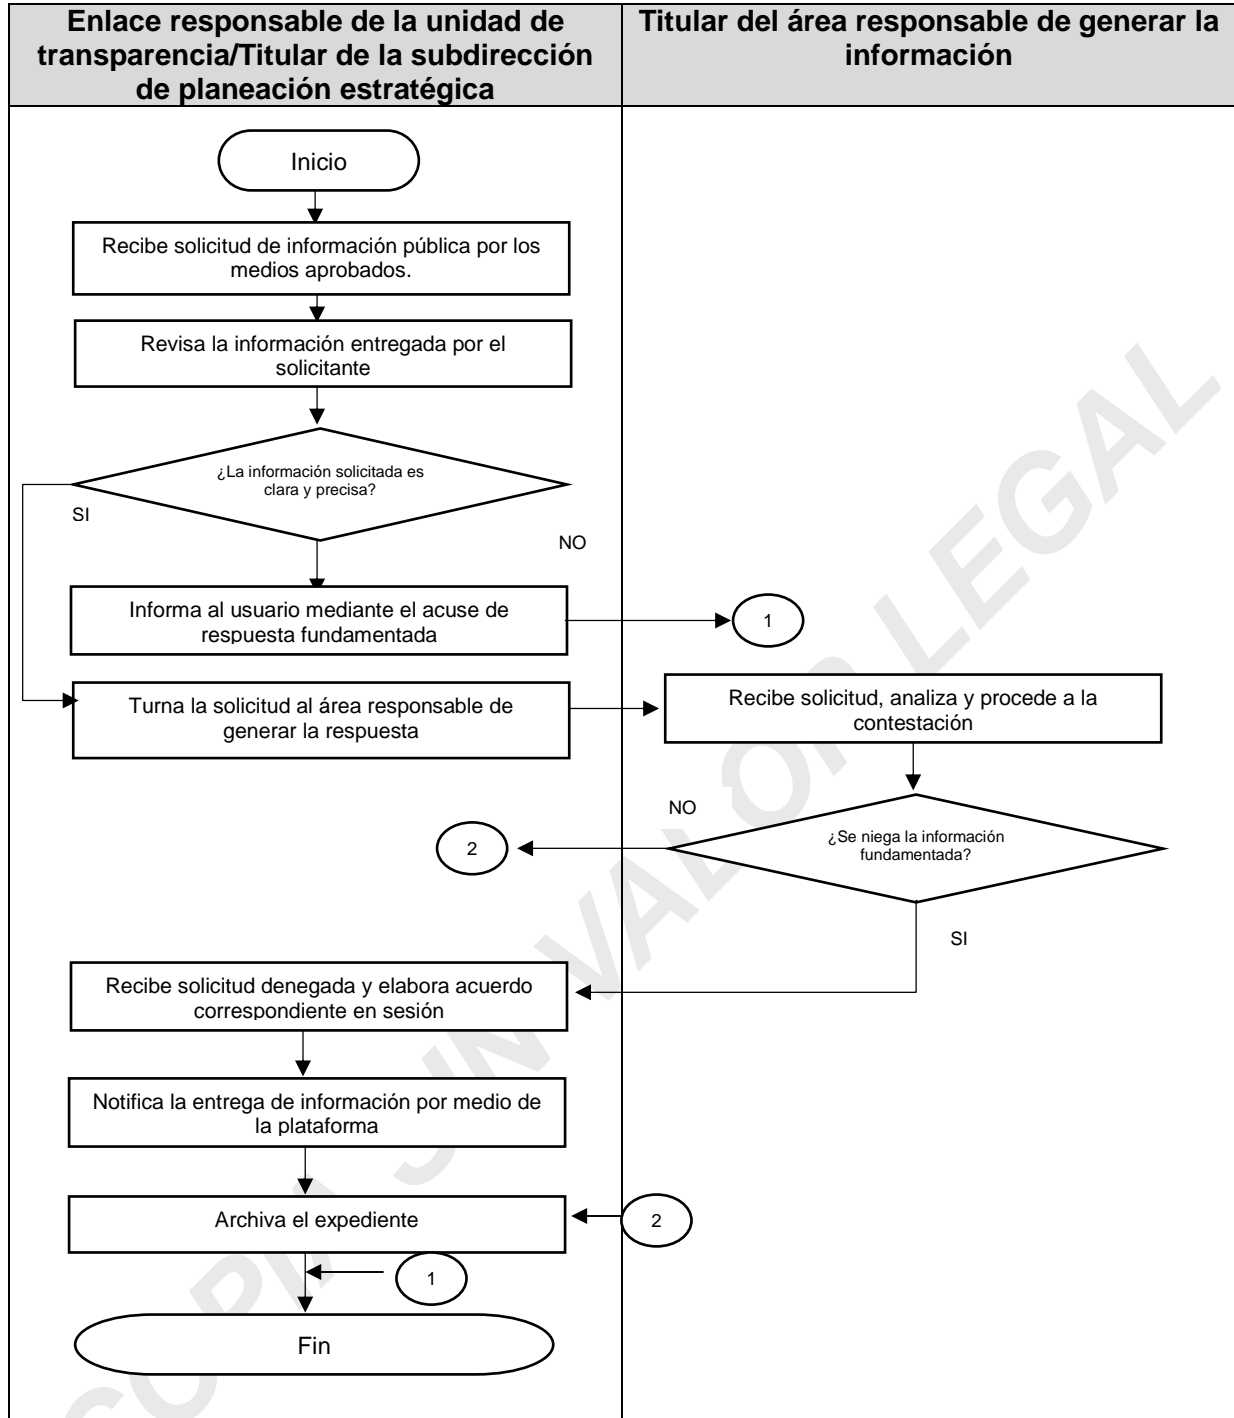 Enlace responsable de la unidad de
transparencia/Titular de la subdirección
de planeación estratégica
Titular del área responsable de generar la
información
Inicio
Recibe solicitud de información pública por los
medios aprobados.
Revisa la información entregada por el
solicitante
¿La información solicitada es
clara y precisa?
SI
NO
Informa al usuario mediante el acuse de
respuesta fundamentada
1
Turna la solicitud al área responsable de
generar la respuesta
Recibe solicitud, analiza y procede a la
contestación
NO
¿Se niega la información
fundamentada?
2
SI
Recibe solicitud denegada y elabora acuerdo
correspondiente en sesión
Notifica la entrega de información por medio de
la plataforma
Archiva el expediente
2
1
Fin
COPIA SIN VALOR LEGAL